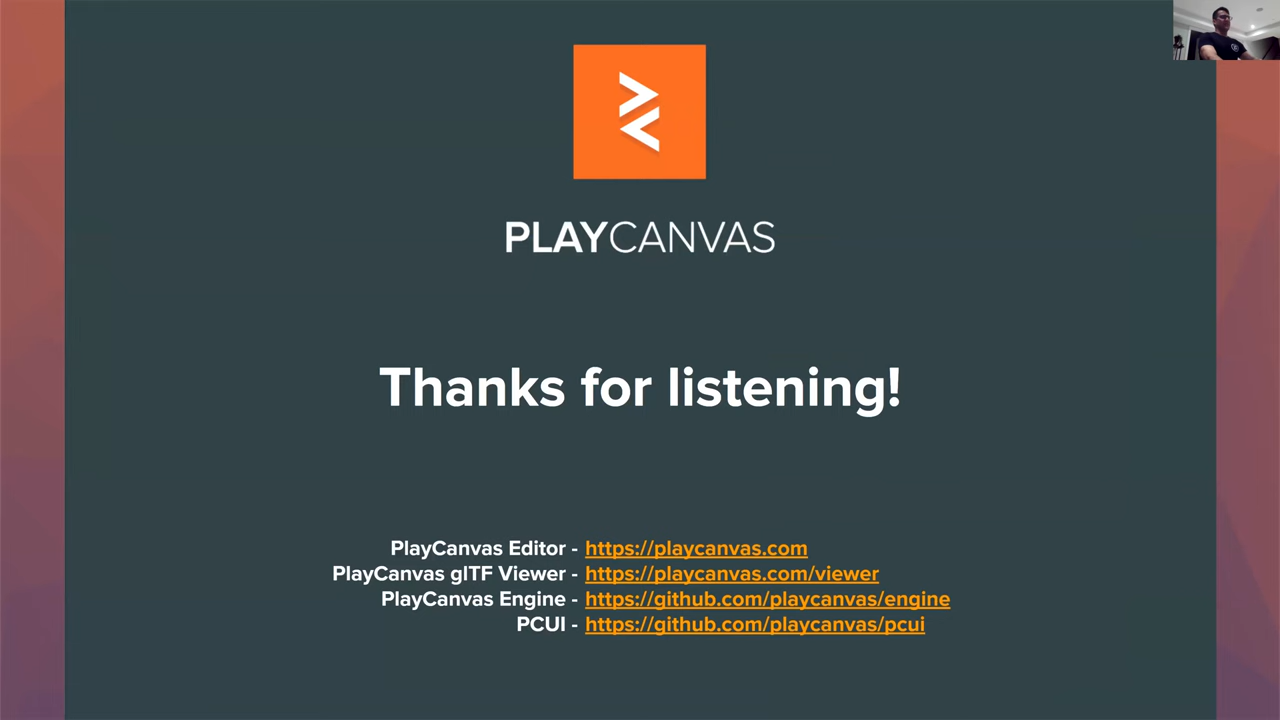 PLAYCANVAS
Thanks for listening!
PlayCanvas Editor - https://playcanvas.com
PlayCanvas glTF Viewer - https://playcanvas.com/viewer
PlayCanvas Engine - https://github.com/playcanvas/engine
PCUI - https://github.com/playcanvas/pcui